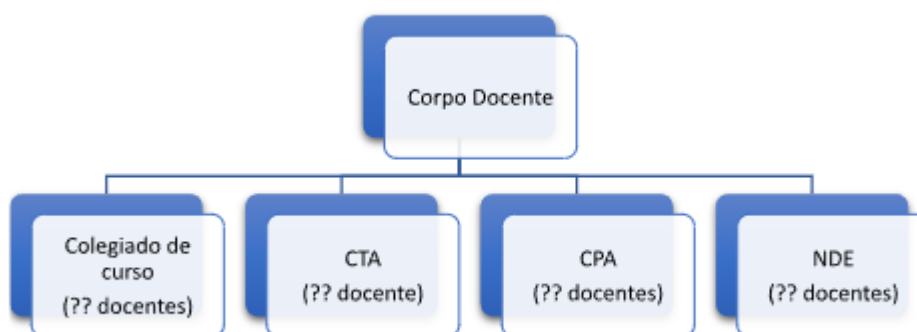 Corpo Docente
Colegiado de
curso
(?? docentes)
CTA
(?? docente)
CPA
(?? docentes)
NDE
(?? docentes)